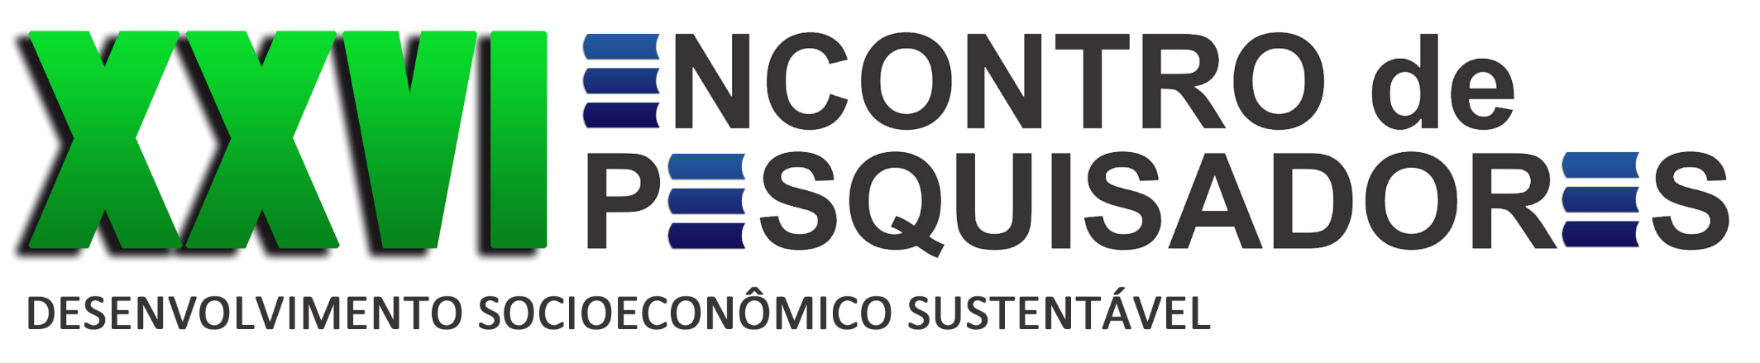 XXVI ENCONTRO de
PESQUISADORES
DESENVOLVIMENTO SOCIOECONÔMICO SUSTENTÁVEL